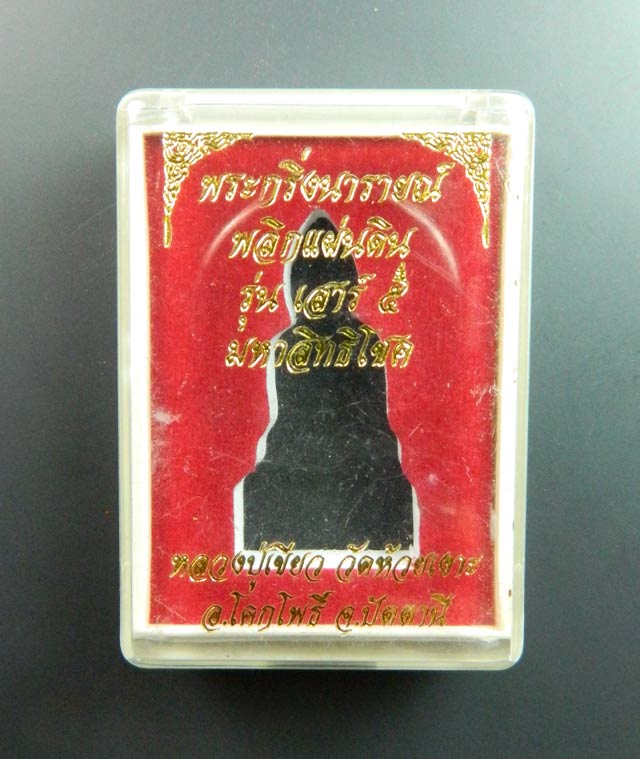 พระกริ่งนารายณ์
พลิกแผ่นดิน
รุ่น เสาร์ ๕
มหาสิทธิโชค
หลวงปู่เขียว วัดห้วยเงาะ
อ.โคกโพธิ์ จ.ปัตตานี